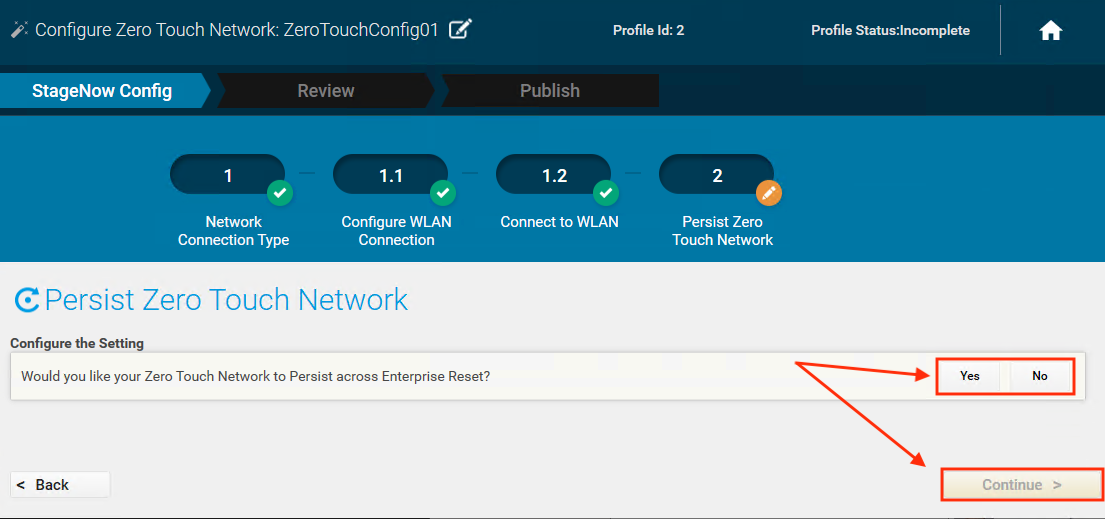 Configure Zero Touch Network: ZeroTouchConfig01
Profile Id: 2
Profile Status:Incomplete
StageNow Config
Review
Publish
1
1.1
1.2
2
Network
Connection Type
Configure WLAN
Connection
Connect to WLAN
Persist Zero
Touch Network
Persist Zero Touch Network
Configure the Setting
Would you like your Zero Touch Network to Persist across Enterprise Reset?
Yes
No
< Back
Continue >